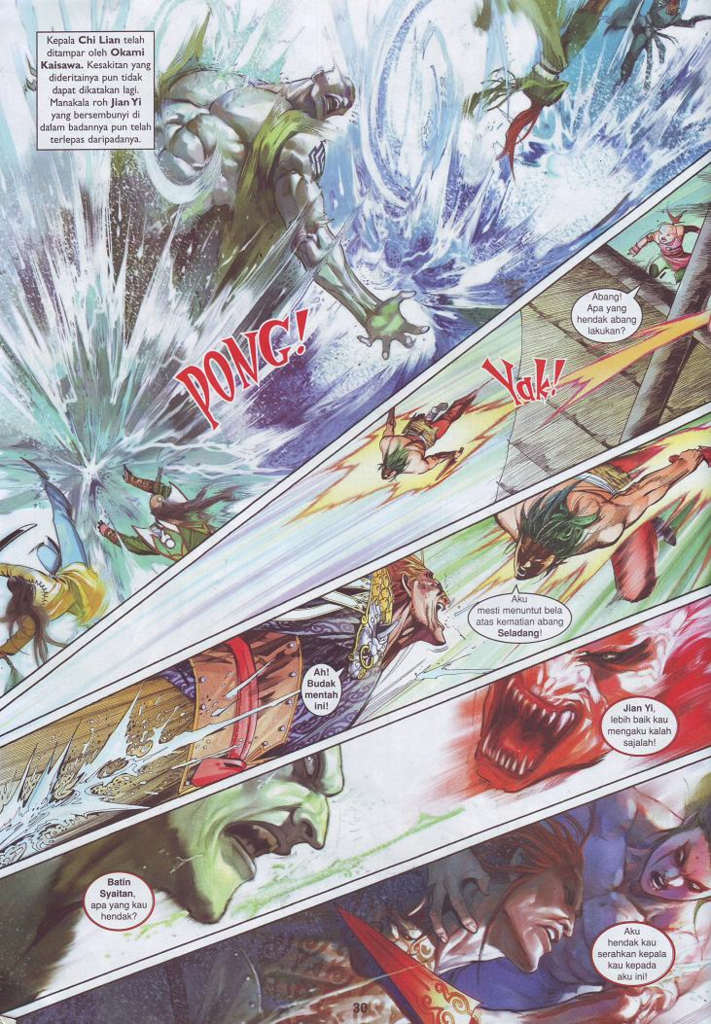 Kepala Chi Lian telah
ditampar oleh Okami
Kaisawa. Kesakitan yang
dideritainya pun tidak
dapat dikatakan lagi.
Manakala roh Jian Yi
yang bersembunyi di
dalam badannya pun telah
terlepas daripadanya.
PONG!
Abang!
Apa yang
hendak abang
lakukan?
Yak!
Aku
mesti menuntut bela
atas kematian abang
Seladang!
Ah!
Budak
mentah
ini!
Jian Yi,
lebih baik kau
mengaku kalah
sajalah!
Batin
Syaitan,
apa yang kau
hendak?
Aku
hendak kau
serahkan kepala
kau kepada
aku ini!
30